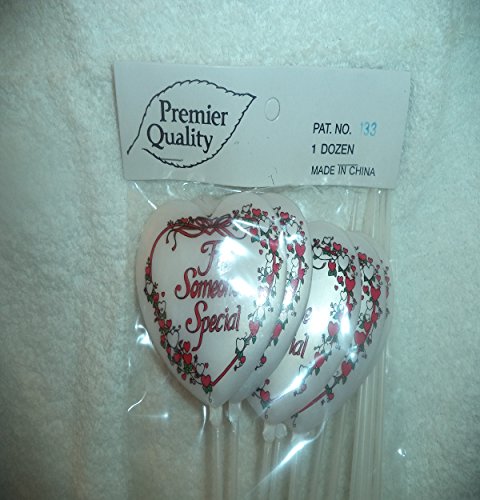 Premier
Quality
PAT. NO. 133
1 DOZEN
MADE IN CHINA
Special